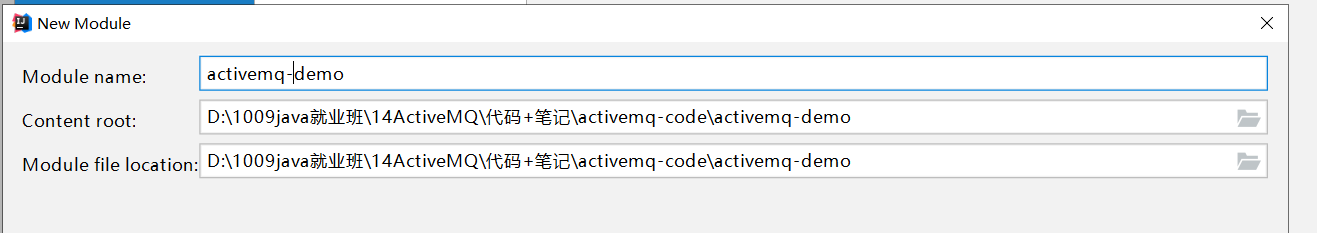 New Module
Module name: activemq-demo
Content root: D:\1009java就业班\14ActiveMQ\代码+笔记\activemq-code\activemq-demo
Module file location: D:\1009java就业班\14ActiveMQ\代码+笔记\activemq-code\activemq-demo